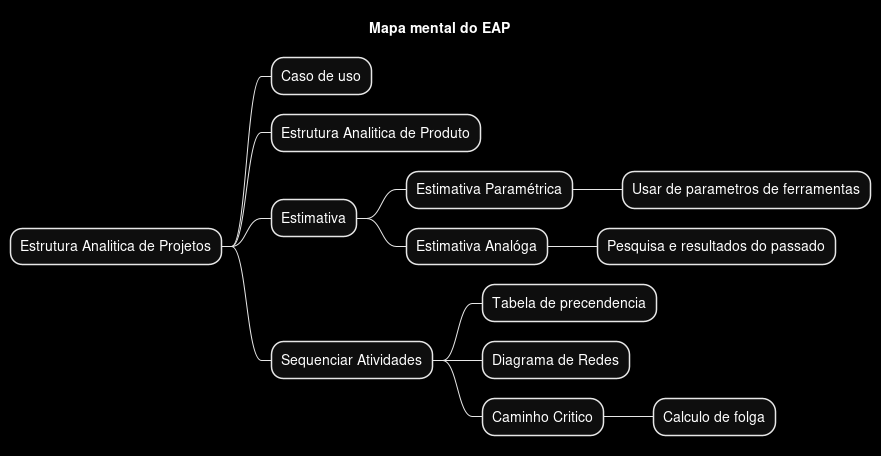 Mapa mental do EAP
Caso de uso
Estrutura Analitica de Produto
Estimativa Paramétrica
Usar de parametros de ferramentas
Estimativa
Estrutura Analitica de Projetos
Estimativa Analóga
Pesquisa e resultados do passado
Tabela de precendencia
Sequenciar Atividades
Diagrama de Redes
Caminho Critico
Calculo de folga